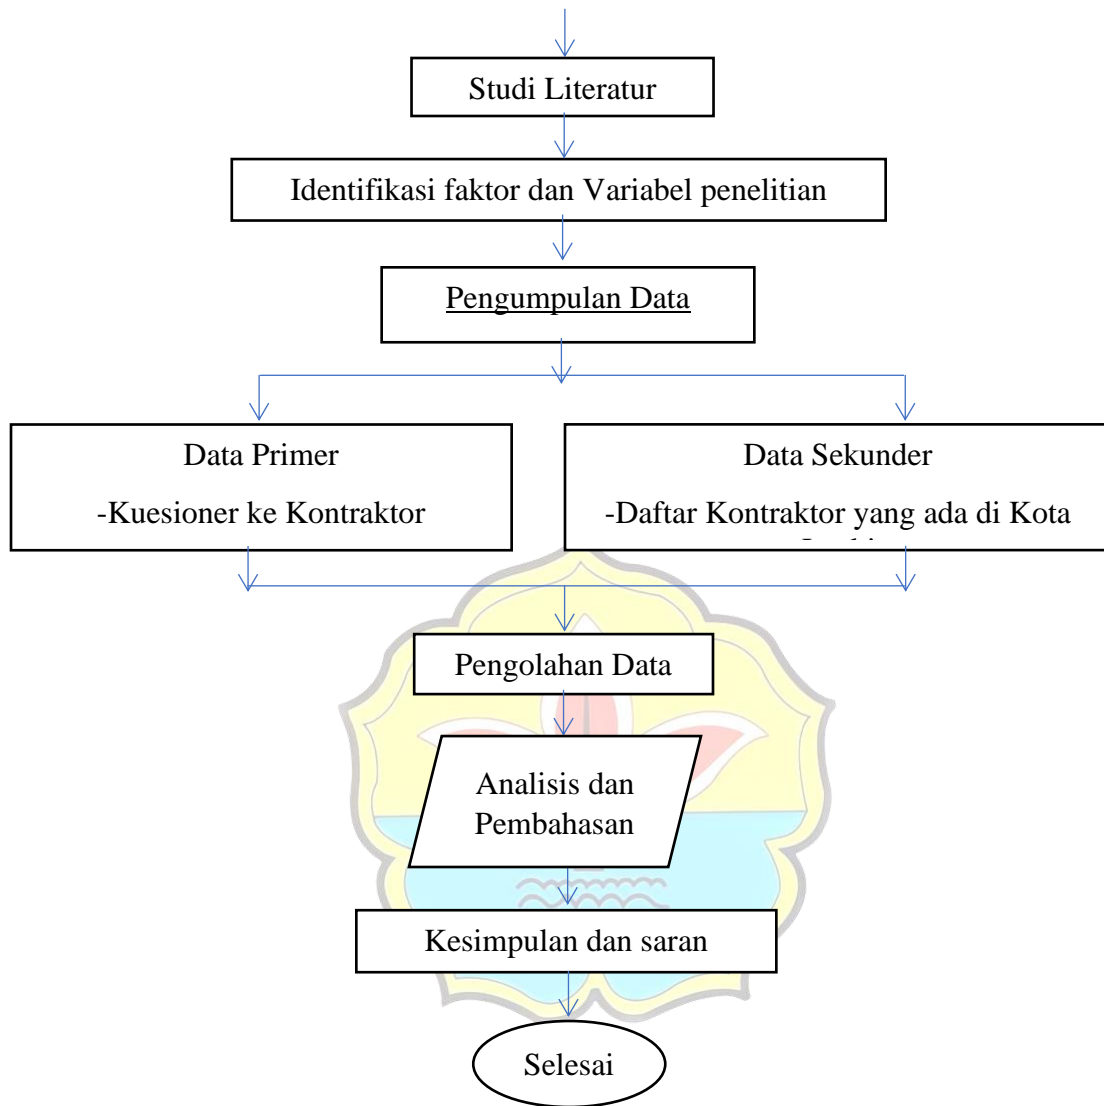 Studi Literatur
Identifikasi faktor dan Variabel penelitian
Pengumpulan Data
Data Primer
-Kuesioner ke Kontraktor
Data Sekunder
-Daftar Kontraktor yang ada di Kota
Pengolahan Data
Analisis dan
Pembahasan
Kesimpulan dan saran
Selesai